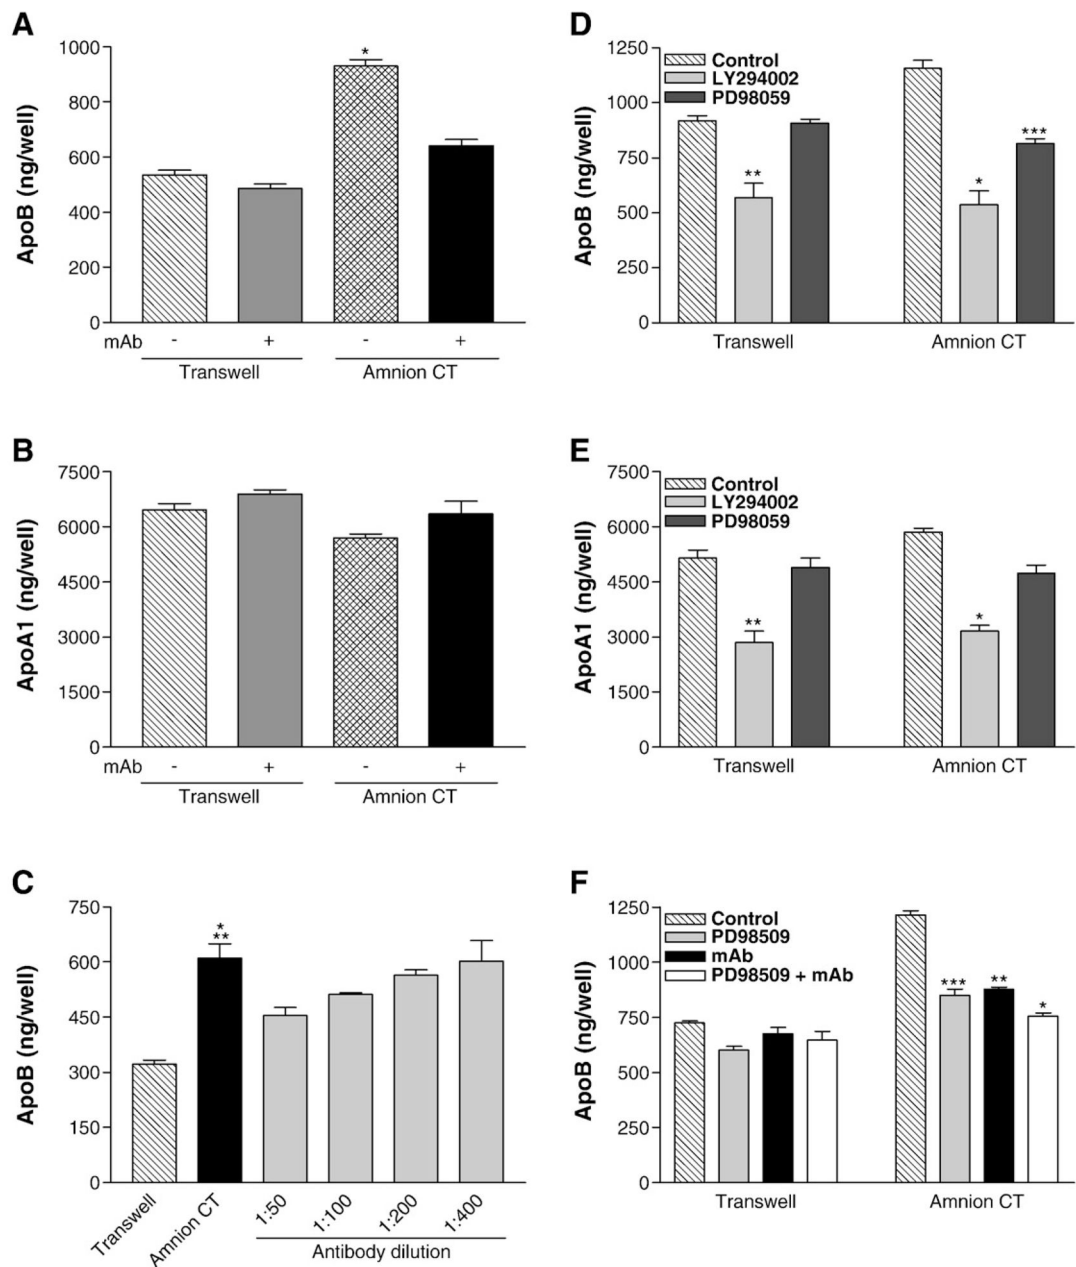 A
ApoB (ng/well)
1000
800
600
400
200
0
*
mAb - + - +
Transwell Amnion CT
B
ApoA1 (ng/well)
7500
6000
4500
3000
1500
0
mAb - + - +
Transwell Amnion CT
C
ApoB (ng/well)
750
600
450
300
150
0
*
**
Transwell
Amnion CT
1:50
1:100
1:200
1:400
Antibody dilution
D
ApoB (ng/well)
1250
1000
750
500
250
0
Control
LY294002
PD98059
**
*
***
Transwell Amnion CT
E
ApoA1 (ng/well)
7500
6000
4500
3000
1500
0
Control
LY294002
PD98059
**
*
Transwell Amnion CT
F
ApoB (ng/well)
1250
1000
750
500
250
0
Control
PD98509
mAb
PD98509 + mAb
***
**
*
Transwell Amnion CT